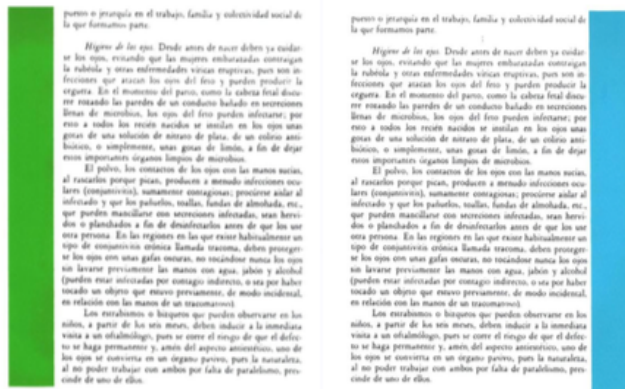 puesto o jerarquía en el trabajo, familia y colectividad social de
la que formamos parte.
Higiene de los ojos. Desde antes de nacer deben ya cuidar-
se los ojos, evitando que las mujeres embarazadas contraigan
la rubéola y otras enfermedades víricas eruptivas, pues son in-
fecciones que atacan los ojos del feto y pueden producir la
ceguera. En el momento del parto, como la cabeza fetal discu-
rre rozando las paredes de un conducto bañado en secreciones
llenas de microbios, los ojos del feto pueden infectarse; por
esto a todos los recién nacidos se instilan en los ojos unas
gotas de una solución de nitrato de plata, de un colirio anti-
biótico, o simplemente, unas gotas de limón, a fin de dejar
estos importantes órganos limpios de microbios.
El polvo, los contactos de los ojos con las manos sucias,
al rascarlos porque pican, producen a menudo infecciones ocu-
lares (conjuntivitis), sumamente contagiosas; procúrese aislar al
infectado y que los pañuelos, toallas, fundas de almohada, etc.,
que pueden mancillarse con secreciones infectadas, sean hervi-
dos o planchados a fin de desinfectarlos antes de que los use
otra persona. En las regiones en las que existe habitualmente un
tipo de conjuntivitis crónica llamada tracoma, deben proteger-
se los ojos con unas gafas oscuras, no tocándose nunca los ojos
sin lavarse previamente las manos con agua, jabón y alcohol
(pueden estar infectadas por contagio indirecto, o sea por haber
tocado un objeto que estuvo previamente, de modo incidental,
en relación con las manos de un tracomatoso).
Los estrabismos o bizqueos que pueden observarse en los
niños, a partir de los seis meses, deben inducir a la inmediata
visita a un oftalmólogo, pues se corre el riesgo de que el defec-
to se haga permanente y, amén del aspecto antiestético, uno de
los ojos se convierta en un órgano pasivo, pues la naturaleza,
al no poder trabajar con ambos por falta de paralelismo, pres-
cinde de uno de ellos.
puesto o jerarquía en el trabajo, familia y colectividad social de
la que formamos parte.
Higiene de los ojos. Desde antes de nacer deben ya cuidar-
se los ojos, evitando que las mujeres embarazadas contraigan
la rubéola y otras enfermedades víricas eruptivas, pues son in-
fecciones que atacan los ojos del feto y pueden producir la
ceguera. En el momento del parto, como la cabeza fetal discu-
rre rozando las paredes de un conducto bañado en secreciones
llenas de microbios, los ojos del feto pueden infectarse; por
esto a todos los recién nacidos se instilan en los ojos unas
gotas de una solución de nitrato de plata, de un colirio anti-
biótico, o simplemente, unas gotas de limón, a fin de dejar
estos importantes órganos limpios de microbios.
El polvo, los contactos de los ojos con las manos sucias,
al rascarlos porque pican, producen a menudo infecciones ocu-
lares (conjuntivitis), sumamente contagiosas; procúrese aislar al
infectado y que los pañuelos, toallas, fundas de almohada, etc.,
que pueden mancillarse con secreciones infectadas, sean hervi-
dos o planchados a fin de desinfectarlos antes de que los use
otra persona. En las regiones en las que existe habitualmente un
tipo de conjuntivitis crónica llamada tracoma, deben proteger-
se los ojos con unas gafas oscuras, no tocándose nunca los ojos
sin lavarse previamente las manos con agua, jabón y alcohol
(pueden estar infectadas por contagio indirecto, o sea por haber
tocado un objeto que estuvo previamente, de modo incidental,
en relación con las manos de un tracomatoso).
Los estrabismos o bizqueos que pueden observarse en los
niños, a partir de los seis meses, deben inducir a la inmediata
visita a un oftalmólogo, pues se corre el riesgo de que el defec-
to se haga permanente y, amén del aspecto antiestético, uno de
los ojos se convierta en un órgano pasivo, pues la naturaleza,
al no poder trabajar con ambos por falta de paralelismo, pres-
cinde de uno de ellos.